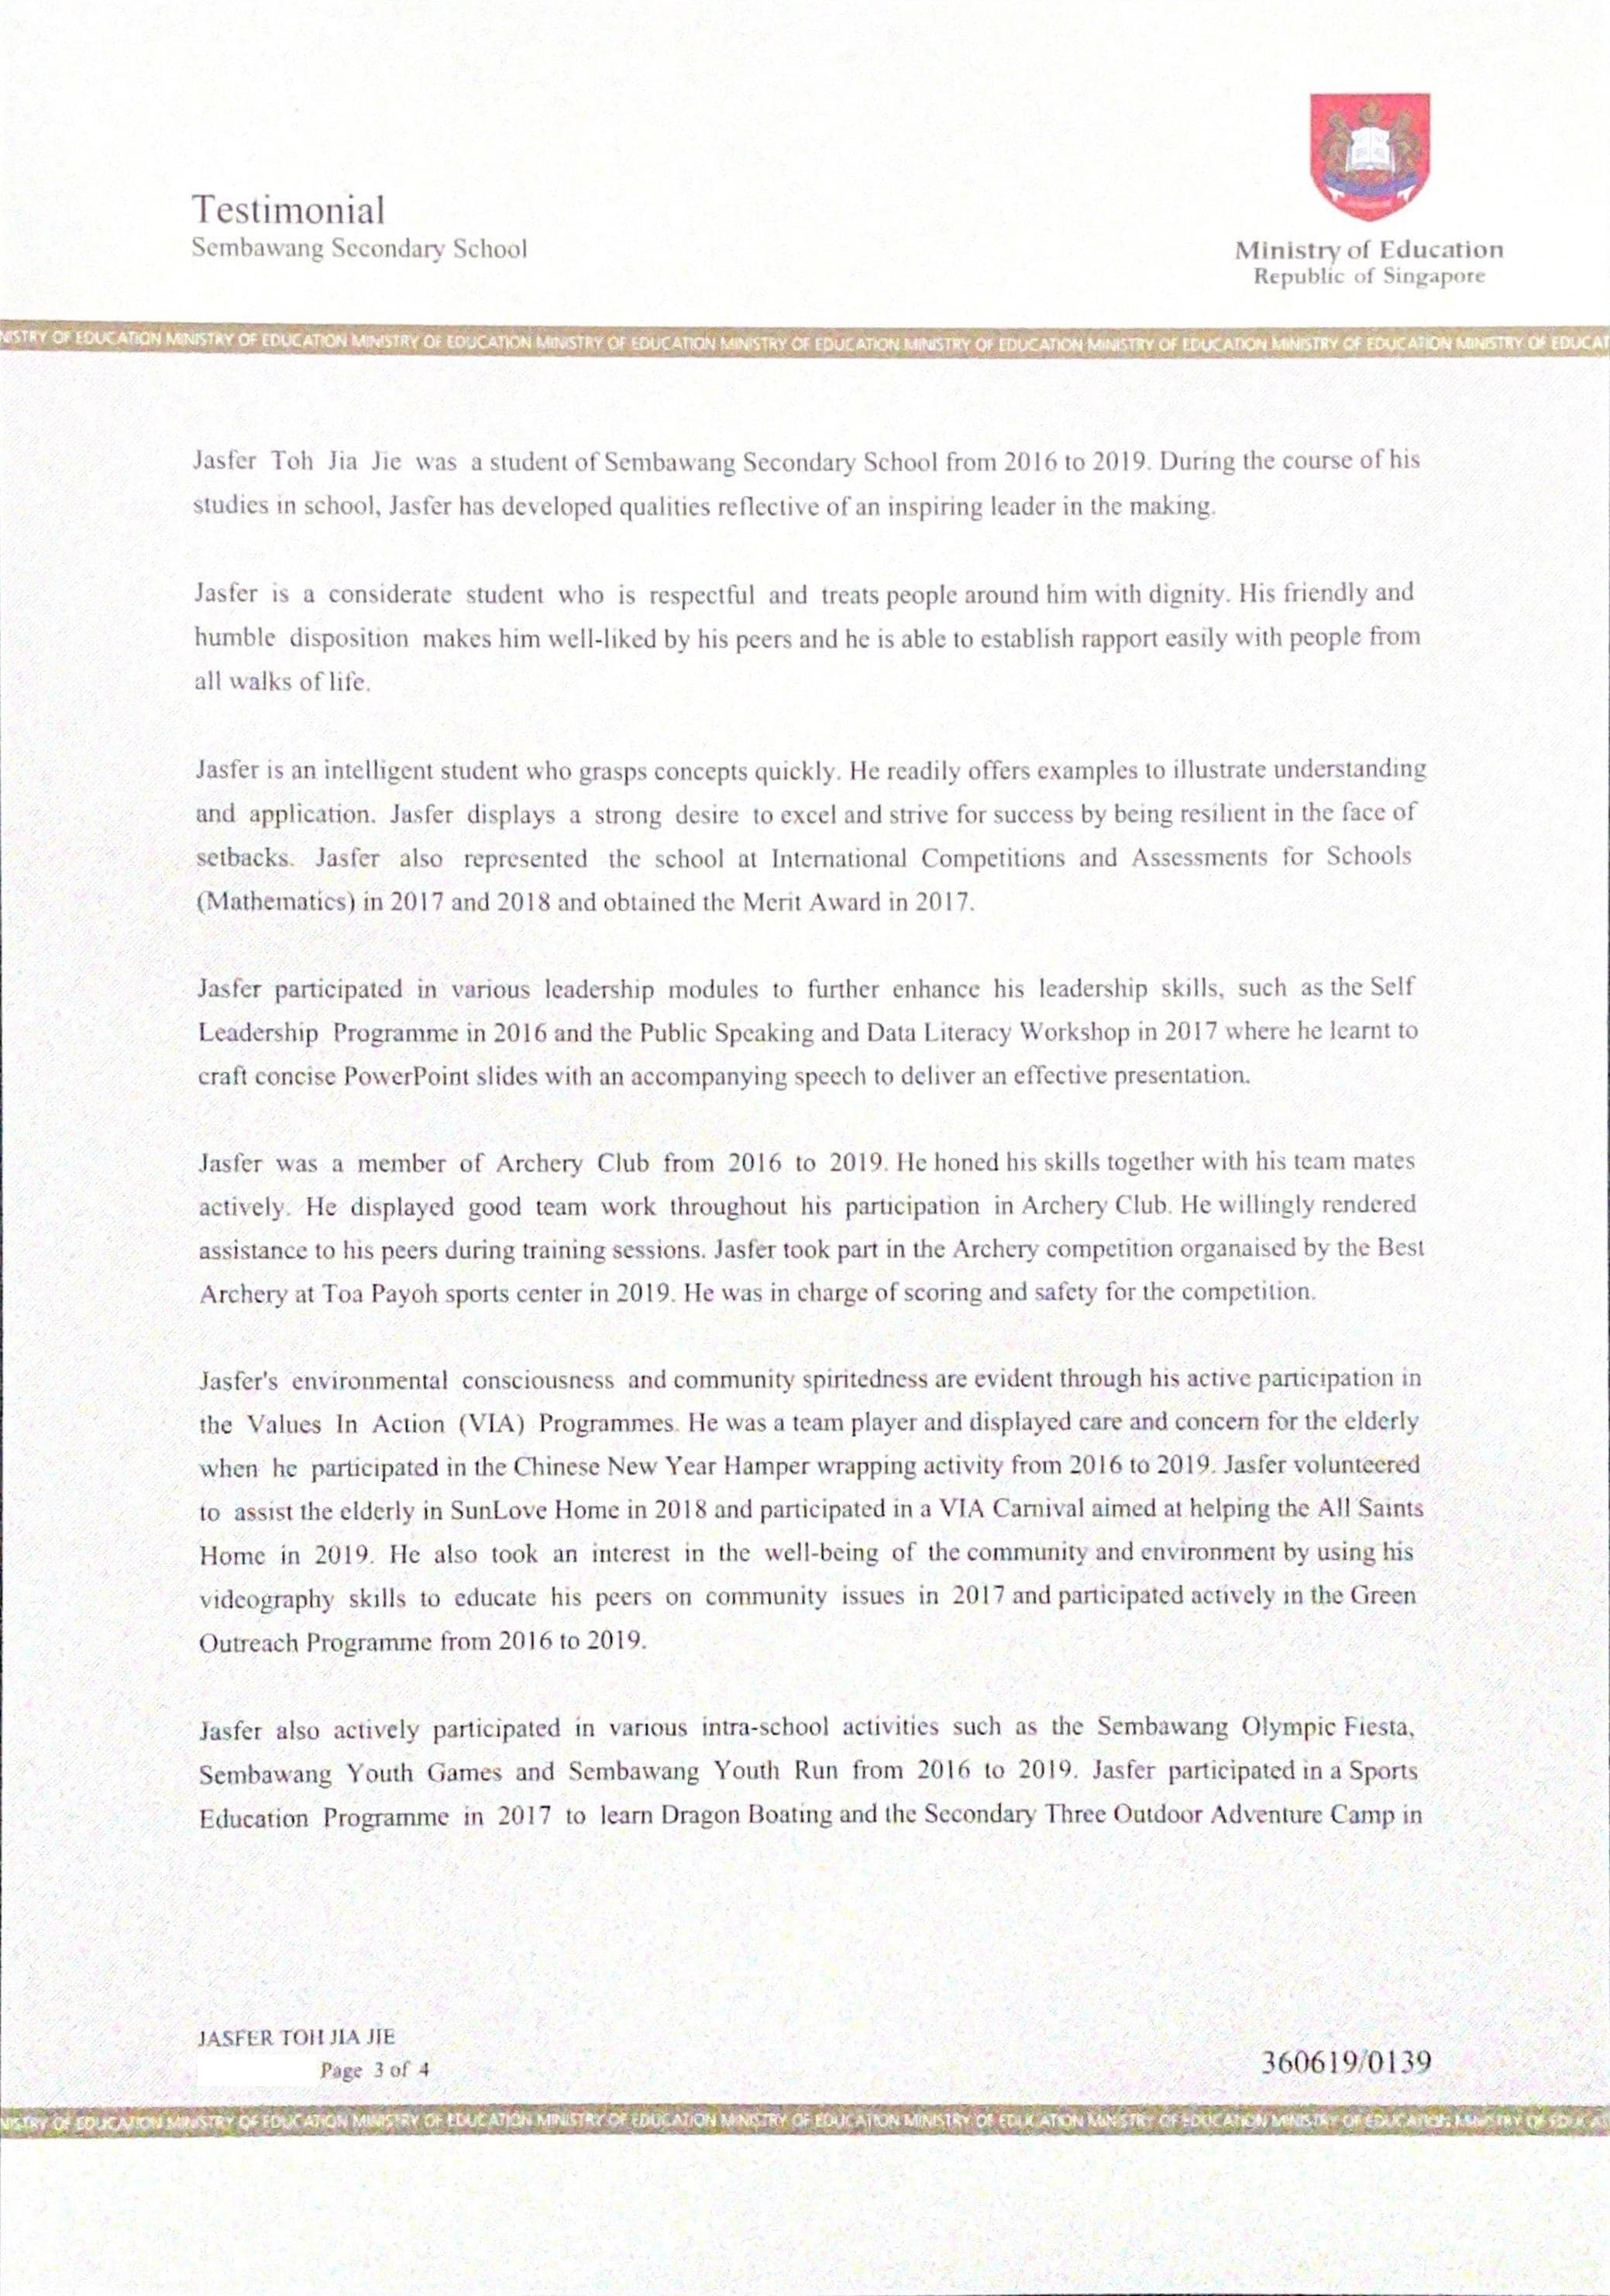 Testimonial
Sembawang Secondary School
Ministry of Education
Republic of Singapore
NISTRY OF EDUCATION MINISTRY OF EDUCATION MINISTRY OF EDUCATION MINISTRY OF EDUCATION MINISTRY OF EDUCATION MINISTRY OF EDUCATION MINISTRY OF EDUCATION MINISTRY OF EDUCATION MINISTRY OF EDUCAT
Jasfer Toh Jia Jie was a student of Sembawang Secondary School from 2016 to 2019. During the course of his
studies in school, Jasfer has developed qualities reflective of an inspiring leader in the making.
Jasfer is a considerate student who is respectful and treats people around him with dignity. His friendly and
humble disposition makes him well-liked by his peers and he is able to establish rapport easily with people from
all walks of life.
Jasfer is an intelligent student who grasps concepts quickly. He readily offers examples to illustrate understanding
and application. Jasfer displays a strong desire to excel and strive for success by being resilient in the face of
setbacks. Jasfer also represented the school at International Competitions and Assessments for Schools
(Mathematics) in 2017 and 2018 and obtained the Merit Award in 2017.
Jasfer participated in various leadership modules to further enhance his leadership skills, such as the Self
Leadership Programme in 2016 and the Public Speaking and Data Literacy Workshop in 2017 where he learnt to
craft concise PowerPoint slides with an accompanying speech to deliver an effective presentation.
Jasfer was a member of Archery Club from 2016 to 2019. He honed his skills together with his team mates
actively. He displayed good team work throughout his participation in Archery Club. He willingly rendered
assistance to his peers during training sessions. Jasfer took part in the Archery competition organaised by the Best
Archery at Toa Payoh sports center in 2019. He was in charge of scoring and safety for the competition.
Jasfer's environmental consciousness and community spiritedness are evident through his active participation in
the Values In Action (VIA) Programmes. He was a team player and displayed care and concern for the elderly
when he participated in the Chinese New Year Hamper wrapping activity from 2016 to 2019. Jasfer volunteered
to assist the elderly in SunLove Home in 2018 and participated in a VIA Carnival aimed at helping the All Saints
Home in 2019. He also took an interest in the well-being of the community and environment by using his
videography skills to educate his peers on community issues in 2017 and participated actively in the Green
Outreach Programme from 2016 to 2019.
Jasfer also actively participated in various intra-school activities such as the Sembawang Olympic Fiesta,
Sembawang Youth Games and Sembawang Youth Run from 2016 to 2019. Jasfer participated in a Sports
Education Programme in 2017 to learn Dragon Boating and the Secondary Three Outdoor Adventure Camp in
JASFER TOH JIA JIE
Page 3 of 4
360619/0139
NISTRY OF EDUCATION MINISTRY OF EDUCATION MINISTRY OF EDUCATION MINISTRY OF EDUCATION MINISTRY OF EDUCATION MINISTRY OF EDUCATION MINISTRY OF EDUCATION MINISTRY OF EDUCATION MINISTRY OF EDUCAT